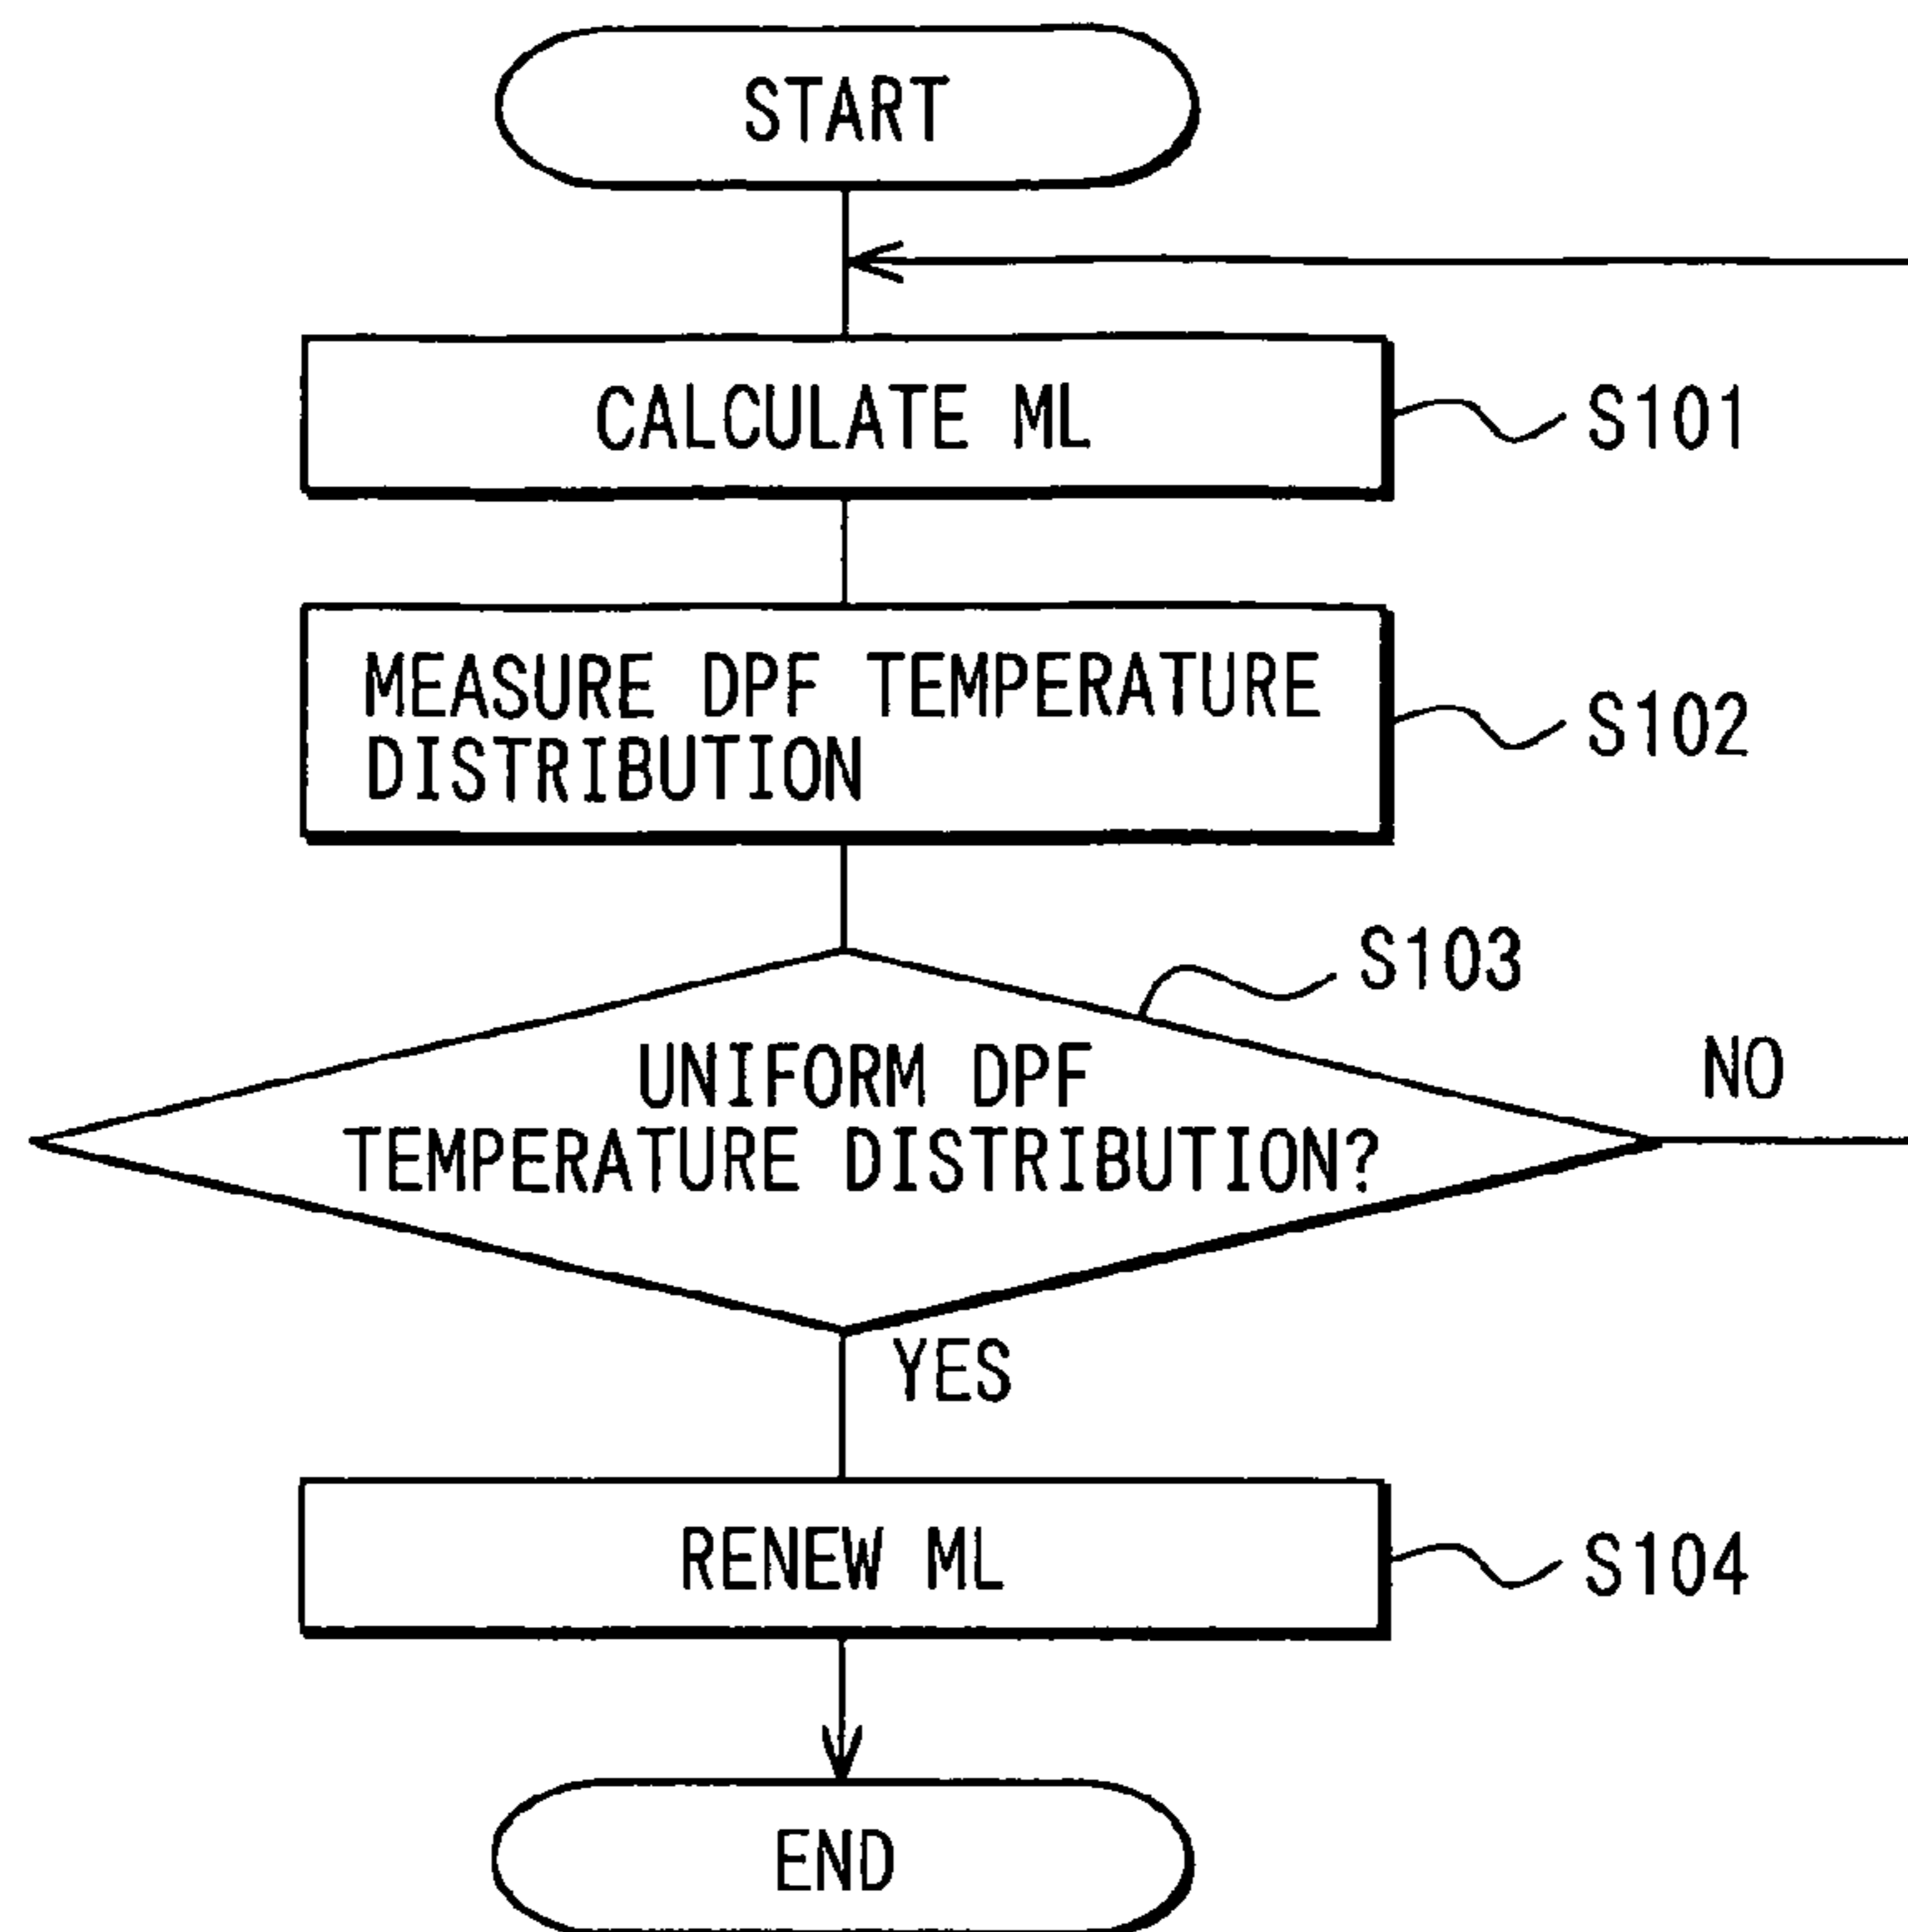 START
CALCULATE ML
S101
MEASURE DPF TEMPERATURE
DISTRIBUTION
S102
S103
UNIFORM DPF
TEMPERATURE DISTRIBUTION?
NO
YES
RENEW ML
S104
END